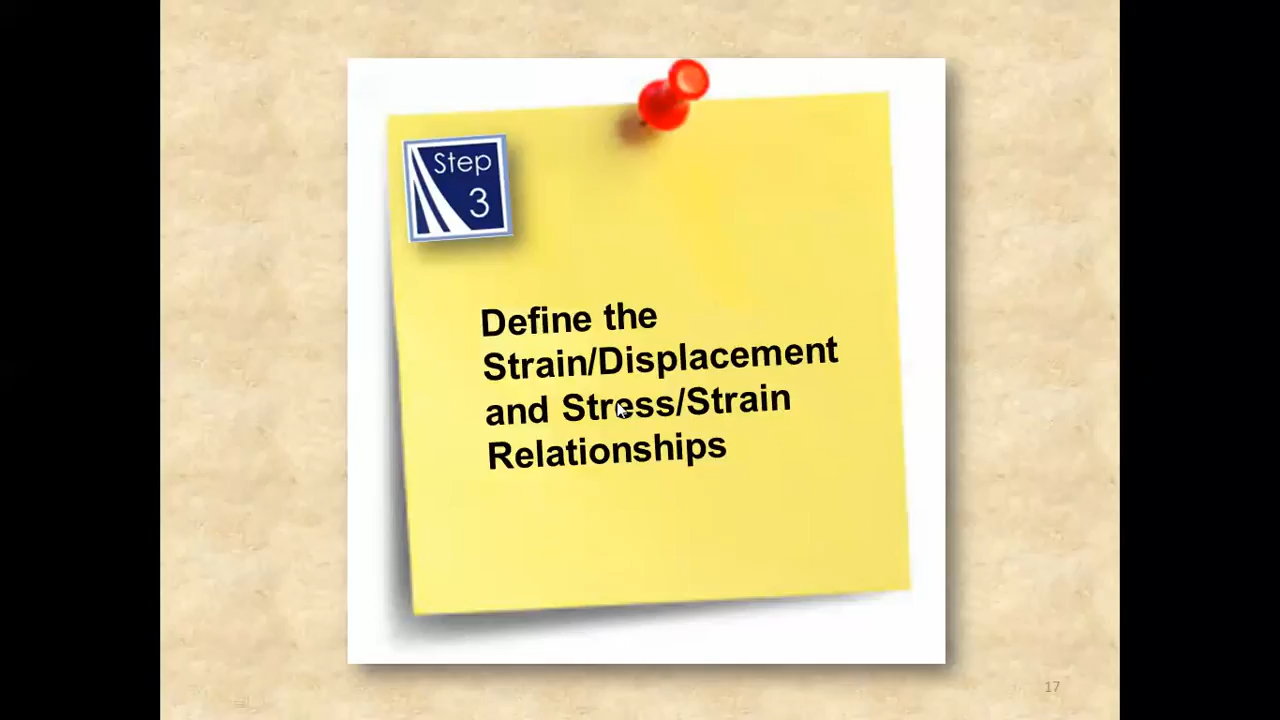 Step
3
Define the
Strain/Displacement
and Stress/Strain
Relationships
17